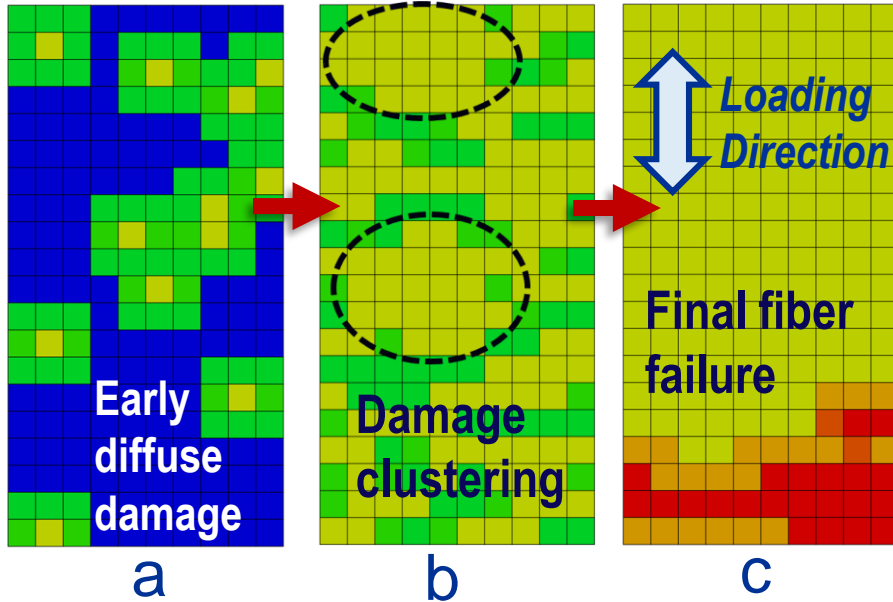 Early
diffuse
damage
Damage
clustering
Loading
Direction
Final fiber
failure
a
b
c